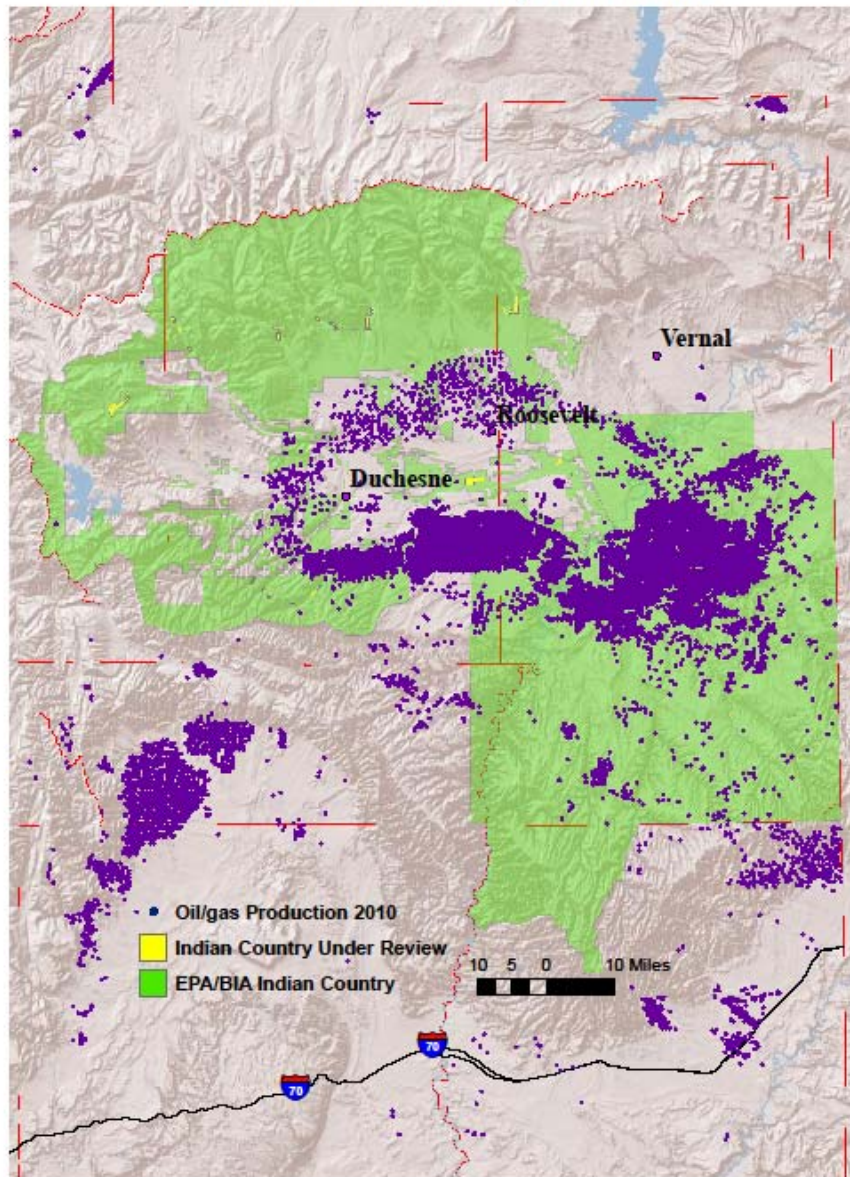 Vernal
Roosevelt
Duchesne
Oil/gas Production 2010
Indian Country Under Review
EPA/BIA Indian Country
10 5 0 10 Miles
70
70